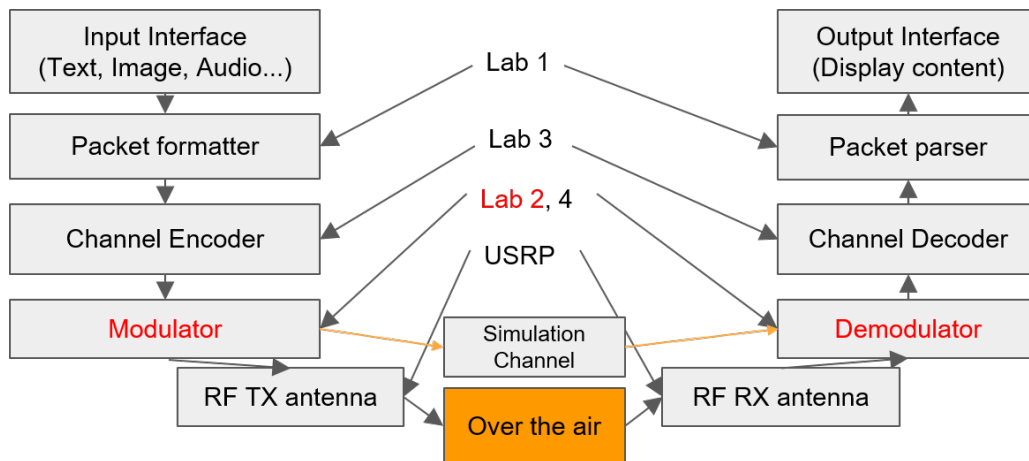 Input Interface
(Text, Image, Audio...)
Output Interface
(Display content)
Lab 1
Packet formatter
Packet parser
Lab 3
Lab 2, 4
Channel Encoder
Channel Decoder
USRP
Modulator
Simulation
Channel
Demodulator
RF TX antenna
Over the air
RF RX antenna